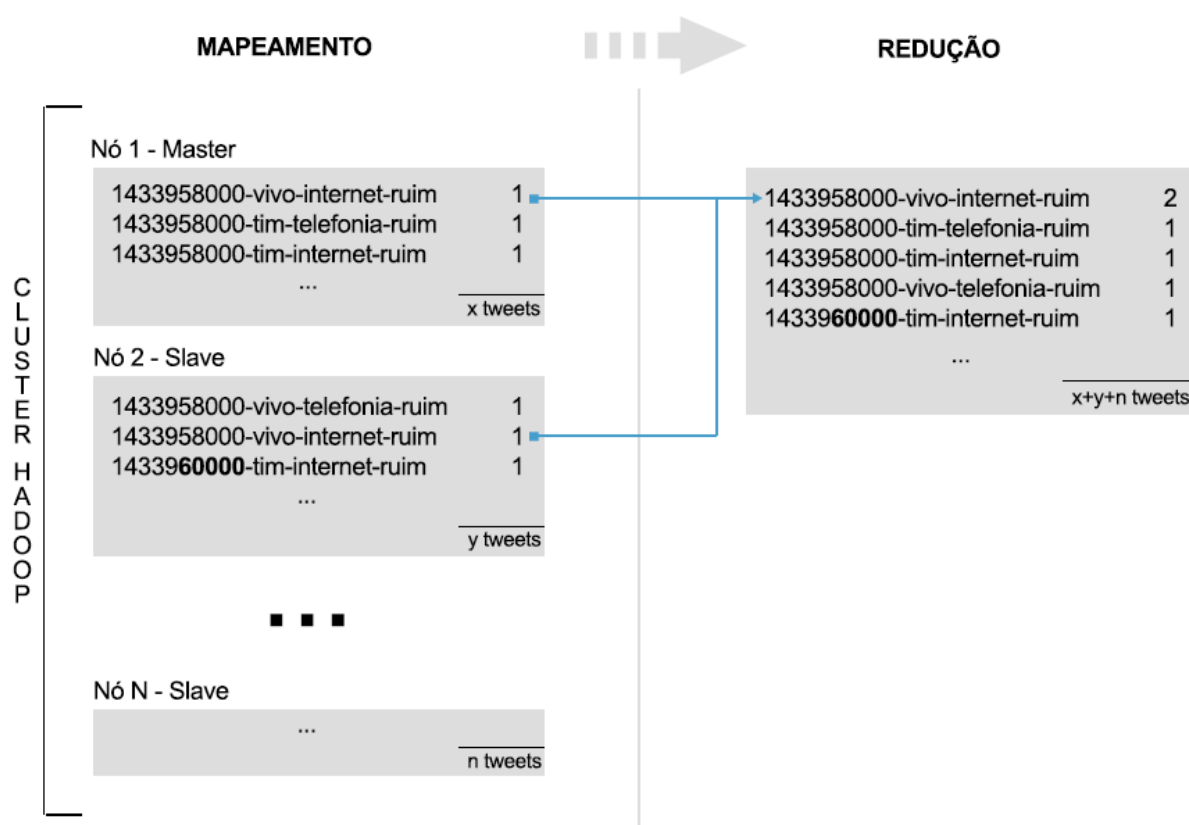 MAPEAMENTO
REDUÇÃO
CLUSTER HADOOP
Nó 1 - Master
1433958000-vivo-internet-ruim 1
1433958000-tim-telefonia-ruim 1
1433958000-tim-internet-ruim 1
...
x tweets
Nó 2 - Slave
1433958000-vivo-telefonia-ruim 1
1433958000-vivo-internet-ruim 1
1433960000-tim-internet-ruim 1
...
y tweets
Nó N - Slave
...
n tweets
1433958000-vivo-internet-ruim 2
1433958000-tim-telefonia-ruim 1
1433958000-tim-internet-ruim 1
1433958000-vivo-telefonia-ruim 1
1433960000-tim-internet-ruim 1
...
x+y+n tweets